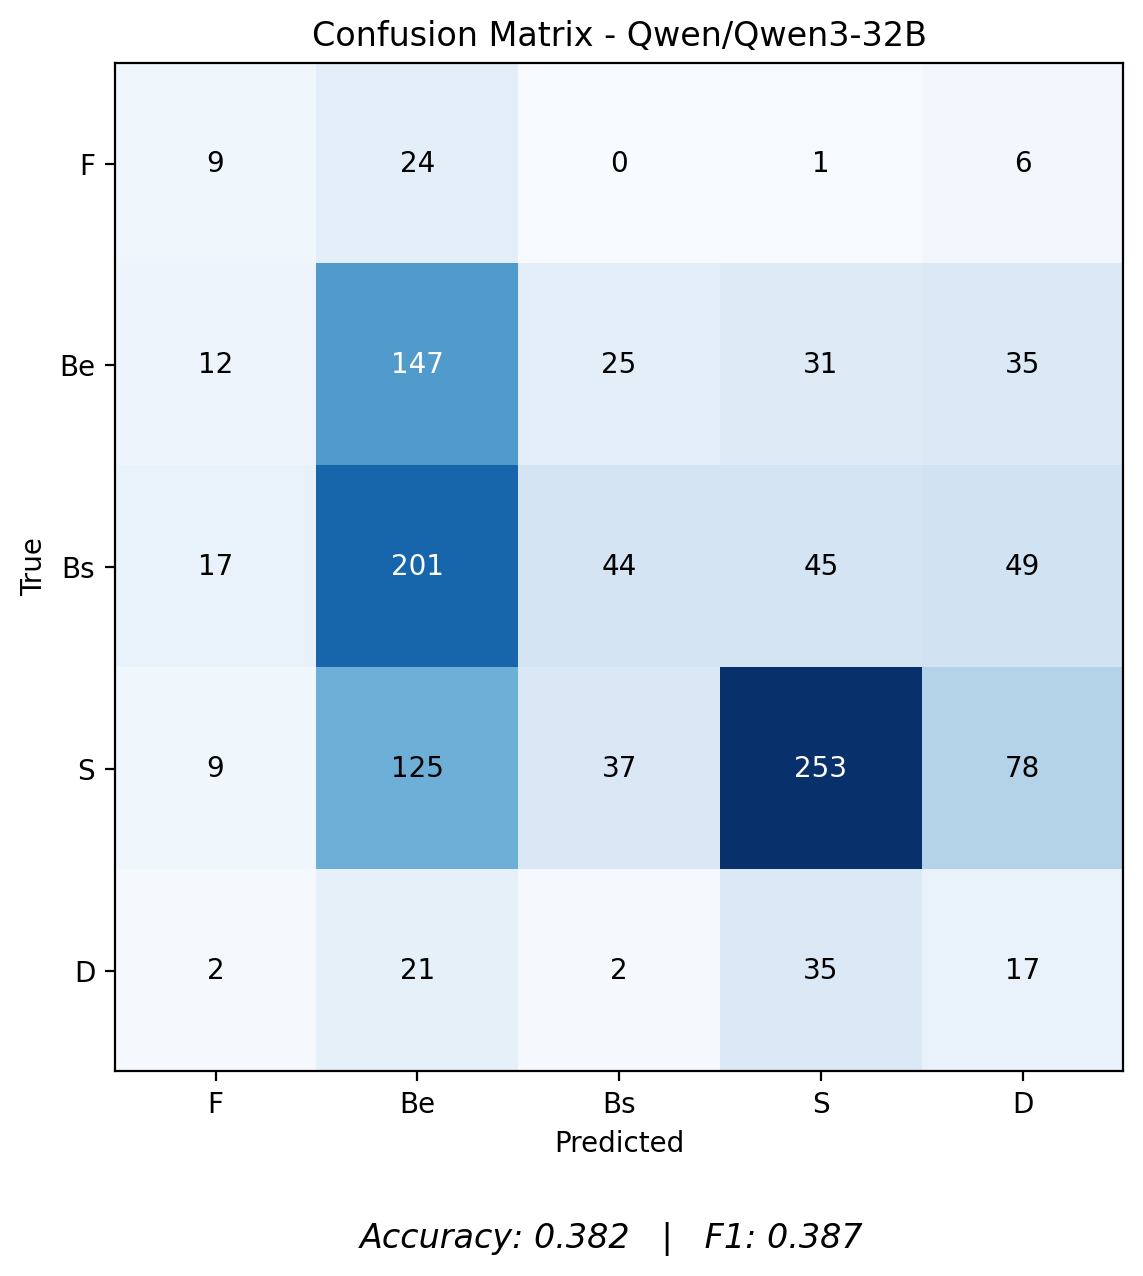 Confusion Matrix - Qwen/Qwen3-32B
F 9 24 0 1 6
Be 12 147 25 31 35
True
Bs 17 201 44 45 49
S 9 125 37 253 78
D 2 21 2 35 17
F Be Bs S D
Predicted
Accuracy: 0.382 | F1: 0.387